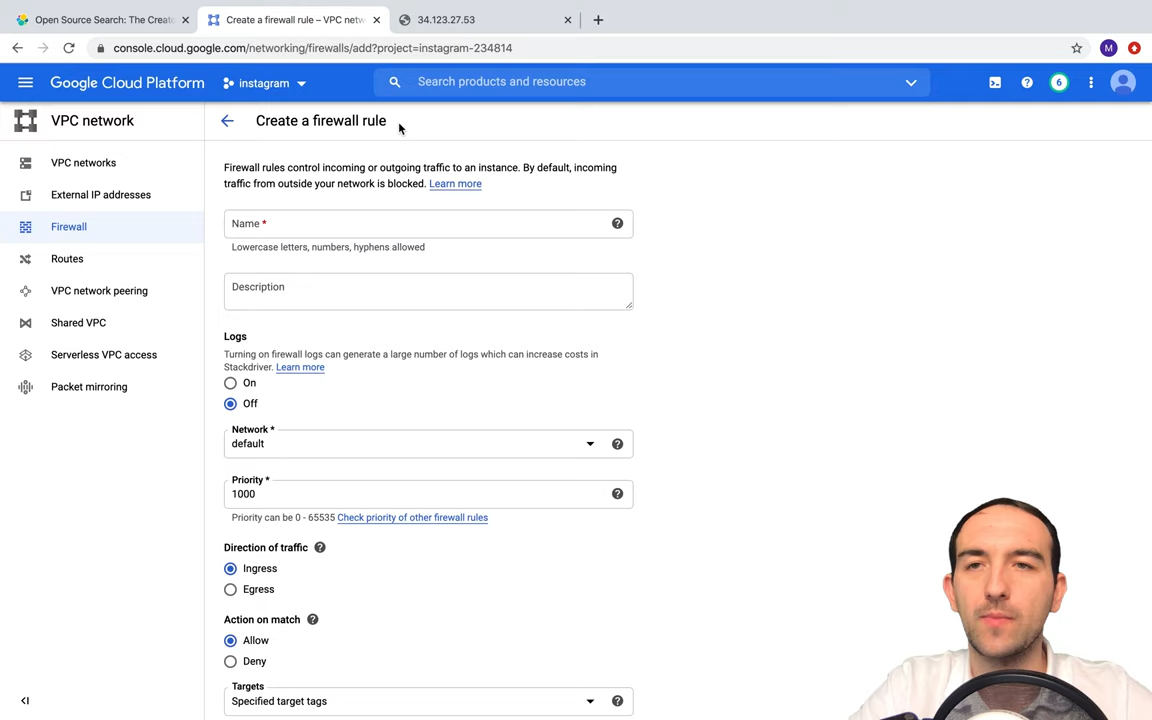 Open Source Search: The Creato
Create a firewall rule – VPC netw
34.123.27.53
console.cloud.google.com/networking/firewalls/add?project=instagram-234814
M
Google Cloud Platform
instagram
Search products and resources
6
VPC network
Create a firewall rule
VPC networks
External IP addresses
Firewall
Routes
VPC network peering
Shared VPC
Serverless VPC access
Packet mirroring
Firewall rules control incoming or outgoing traffic to an instance. By default, incoming
traffic from outside your network is blocked. Learn more
Name *
Lowercase letters, numbers, hyphens allowed
Description
Logs
Turning on firewall logs can generate a large number of logs which can increase costs in
Stackdriver. Learn more
On
Off
Network *
default
Priority *
1000
Priority can be 0 - 65535 Check priority of other firewall rules
Direction of traffic
Ingress
Egress
Action on match
Allow
Deny
Targets
Specified target tags